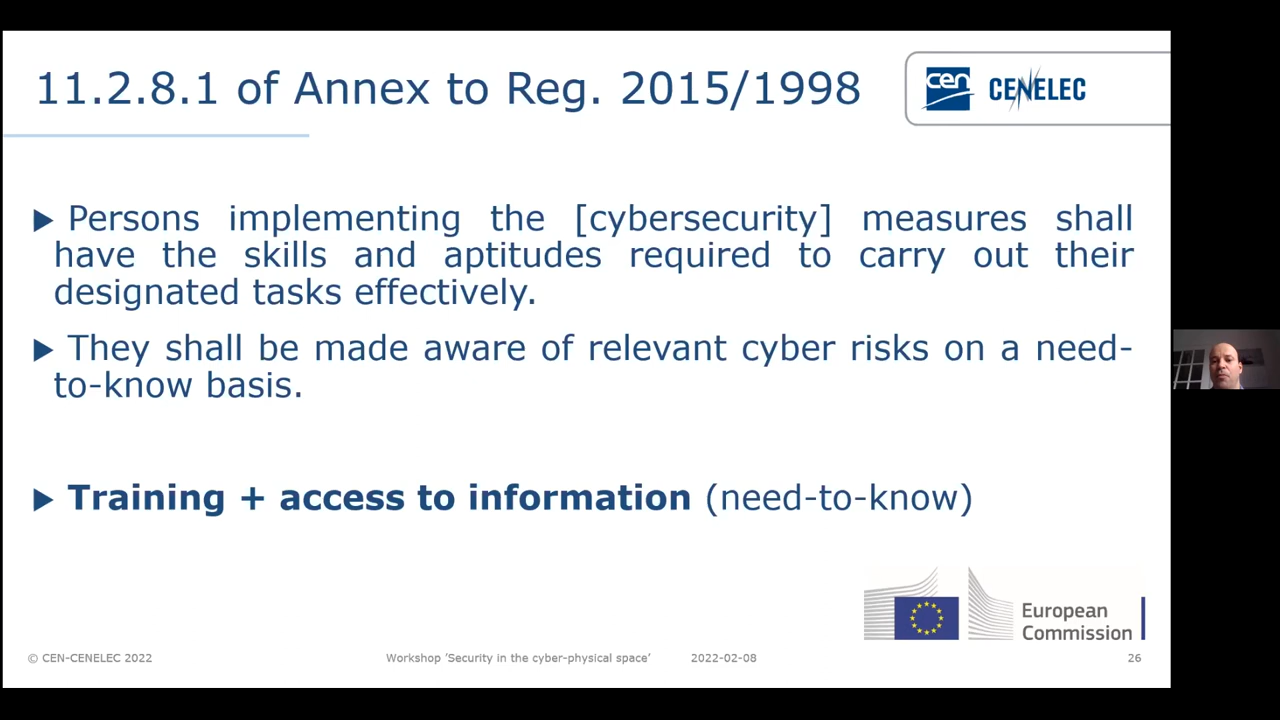 11.2.8.1 of Annex to Reg. 2015/1998
cen CENELEC
Persons implementing the [cybersecurity] measures shall
have the skills and aptitudes required to carry out their
designated tasks effectively.
They shall be made aware of relevant cyber risks on a need-
to-know basis.
Training + access to information (need-to-know)
European
Commission
© CEN-CENELEC 2022 Workshop ‘Security in the cyber-physical space’ 2022-02-08 26